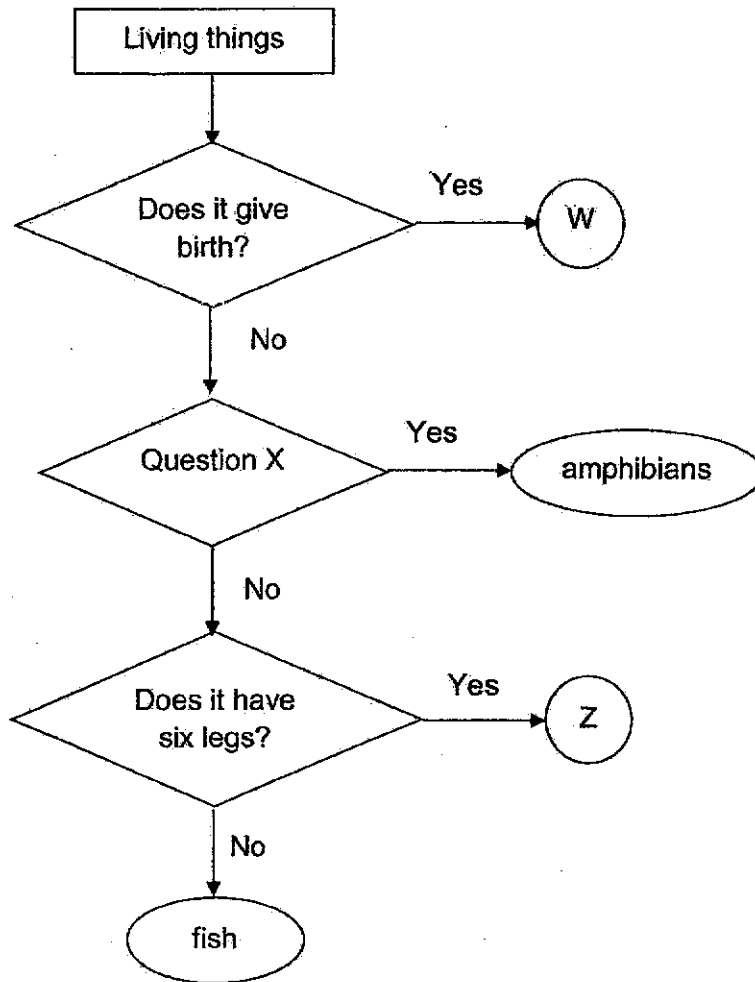 Living things
Does it give
birth?
Yes
W
No
Question X
Yes
amphibians
No
Does it have
six legs?
Yes
Z
No
fish